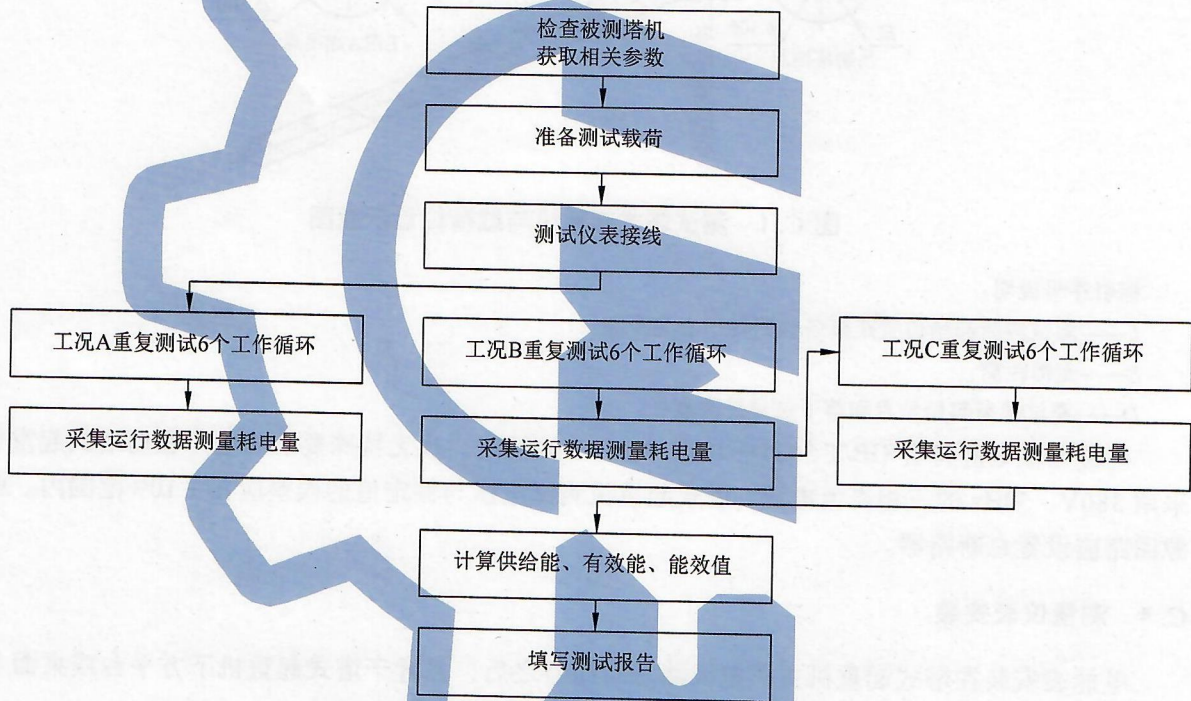 检查被测塔机
获取相关参数
准备测试载荷
测试仪表接线
工况A重复测试6个工作循环
工况B重复测试6个工作循环
工况C重复测试6个工作循环
采集运行数据测量耗电量
采集运行数据测量耗电量
采集运行数据测量耗电量
计算供给能、有效能、能效值
填写测试报告